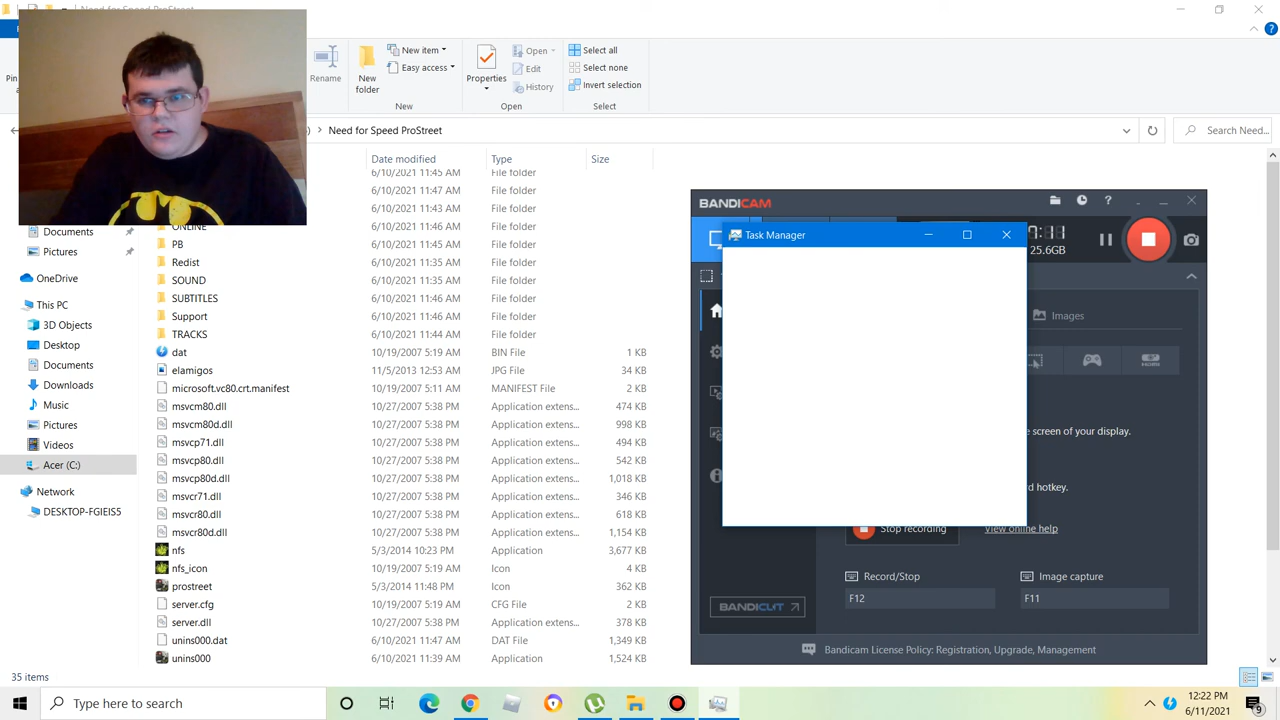 Need for Speed ProStreet
Rename
New folder
New item
Easy access
New
Properties
Open
Edit
History
Open
Select all
Select none
Invert selection
Select
Need for Speed ProStreet
Search Need...
Date modified Type Size
6/10/2021 11:45 AM File folder
6/10/2021 11:47 AM File folder
6/10/2021 11:43 AM File folder
ONLINE 6/10/2021 11:46 AM File folder
PB 6/10/2021 11:46 AM File folder
Redist 6/10/2021 11:35 AM File folder
SOUND 6/10/2021 11:35 AM File folder
SUBTITLES 6/10/2021 11:46 AM File folder
Support 6/10/2021 11:46 AM File folder
TRACKS 6/10/2021 11:44 AM File folder
dat 10/19/2007 5:19 AM BIN File 1 KB
elamigos 11/5/2013 12:53 AM JPG File 34 KB
microsoft.vc80.crt.manifest 10/19/2007 5:11 AM MANIFEST File 2 KB
msvcm80.dll 10/27/2007 5:38 PM Application extens... 474 KB
msvcm80d.dll 10/27/2007 5:38 PM Application extens... 998 KB
msvcp71.dll 10/27/2007 5:38 PM Application extens... 494 KB
msvcp80.dll 10/27/2007 5:38 PM Application extens... 542 KB
msvcp80d.dll 10/27/2007 5:38 PM Application extens... 1,018 KB
msvcr71.dll 10/27/2007 5:38 PM Application extens... 346 KB
msvcr80.dll 10/27/2007 5:38 PM Application extens... 618 KB
msvcr80d.dll 10/27/2007 5:38 PM Application extens... 1,154 KB
nfs 5/3/2014 10:23 PM Application 3,677 KB
nfs_icon 10/19/2007 5:19 AM Icon 4 KB
prostreet 5/3/2014 11:48 PM Icon 362 KB
server.cfg 10/19/2007 5:19 AM CFG File 2 KB
server.dll 10/27/2007 5:38 PM Application extens... 378 KB
unins000.dat 6/10/2021 11:47 AM DAT File 1,349 KB
unins000 6/10/2021 11:39 AM Application 1,524 KB
Documents
Pictures
OneDrive
This PC
3D Objects
Desktop
Documents
Downloads
Music
Pictures
Videos
Acer (C:)
Network
DESKTOP-FGIEIS5
35 items
BANDICAM
Task Manager
25.6GB
Images
HDMI
e screen of your display.
d hotkey.
Stop recording
View online help
Record/Stop
F12
Image capture
F11
BANDICUT
Bandicam License Policy: Registration, Upgrade, Management
Type here to search
12:22 PM
6/11/2021
9